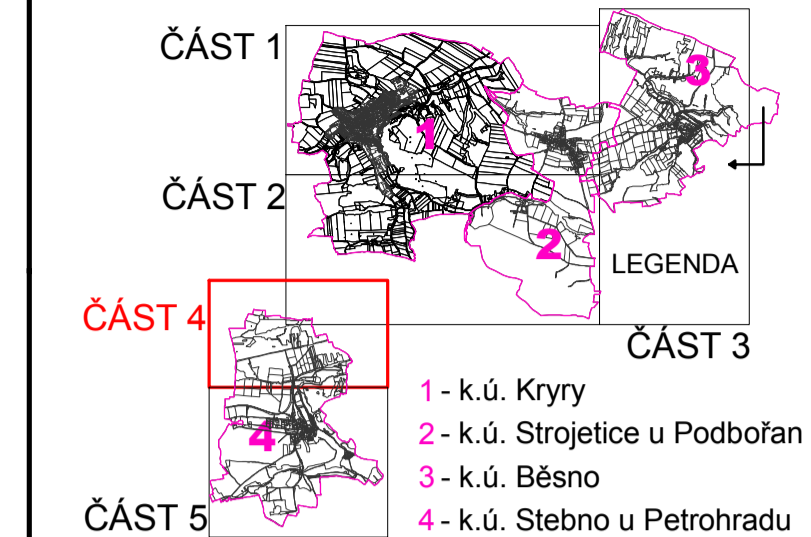 ČÁST 1
3
1
ČÁST 2
2
LEGENDA
ČÁST 4
ČÁST 3
1 - k.ú. Kryry
2 - k.ú. Strojetice u Podbořan
4
3 - k.ú. Běsno
ČÁST 5
4 - k.ú. Stebno u Petrohradu